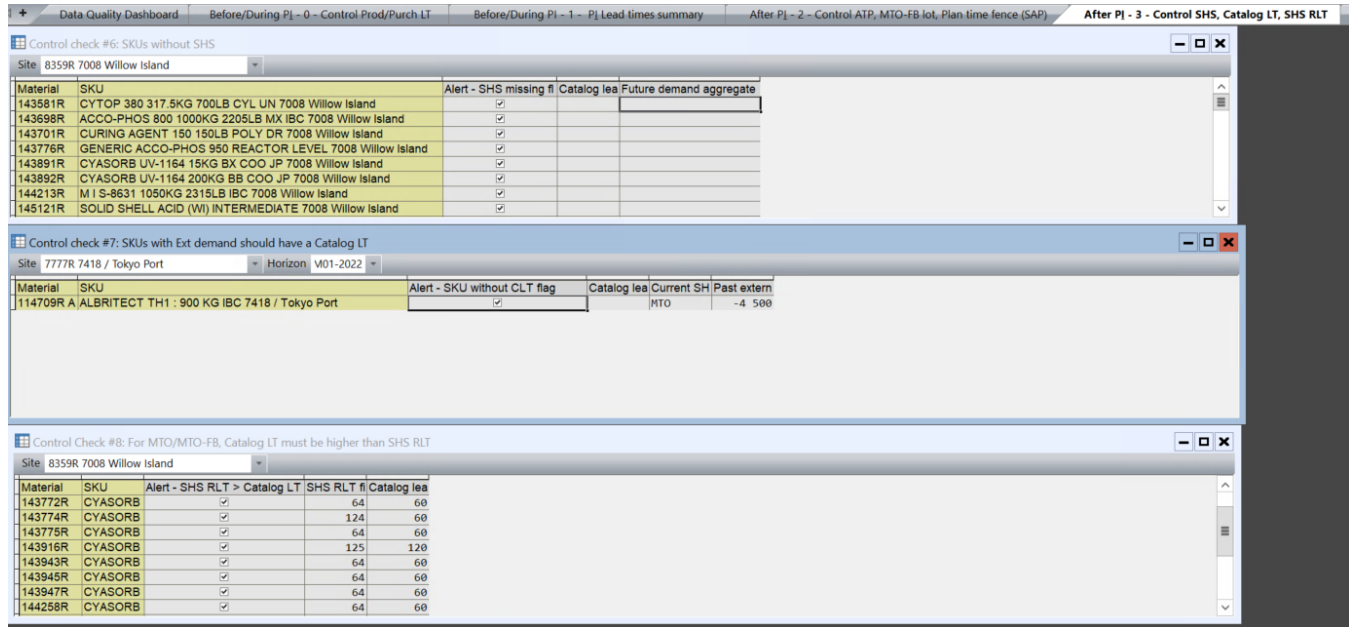 + Data Quality Dashboard Before/During PI - 0 - Control Prod/Purch LT Before/During PI - 1 - PI Lead times summary After PI - 2 - Control ATP, MTO-FB lot, Plan time fence (SAP) After PI - 3 - Control SHS, Catalog LT, SHS RLT
Control check #6: SKUs without SHS
Site 8359R 7008 Willow Island
Material SKU Alert - SHS missing fl Catalog lea Future demand aggregate
143581R CYTOP 380 317.5KG 700LB CYL UN 7008 Willow Island
143698R ACCO-PHOS 800 1000KG 2205LB MX IBC 7008 Willow Island
143701R CURING AGENT 150 150LB POLY DR 7008 Willow Island
143776R GENERIC ACCO-PHOS 950 REACTOR LEVEL 7008 Willow Island
143891R CYASORB UV-1164 15KG BX COO JP 7008 Willow Island
143892R CYASORB UV-1164 200KG BB COO JP 7008 Willow Island
144213R M I S-8631 1050KG 2315LB IBC 7008 Willow Island
145121R SOLID SHELL ACID (WI) INTERMEDIATE 7008 Willow Island
Control check #7: SKUs with Ext demand should have a Catalog LT
Site 7777R 7418 / Tokyo Port Horizon M01-2022
Material SKU Alert - SKU without CLT flag Catalog lea Current SH Past extern
114709R A ALBRITECT TH1 : 900 KG IBC 7418 / Tokyo Port MTO -4 500
Control Check #8: For MTO/MTO-FB, Catalog LT must be higher than SHS RLT
Site 8359R 7008 Willow Island
Material SKU Alert - SHS RLT > Catalog LT SHS RLT fi Catalog lea
143772R CYASORB 64 60
143774R CYASORB 124 60
143775R CYASORB 64 60
143916R CYASORB 125 120
143943R CYASORB 64 60
143945R CYASORB 64 60
143947R CYASORB 64 60
144258R CYASORB 64 60